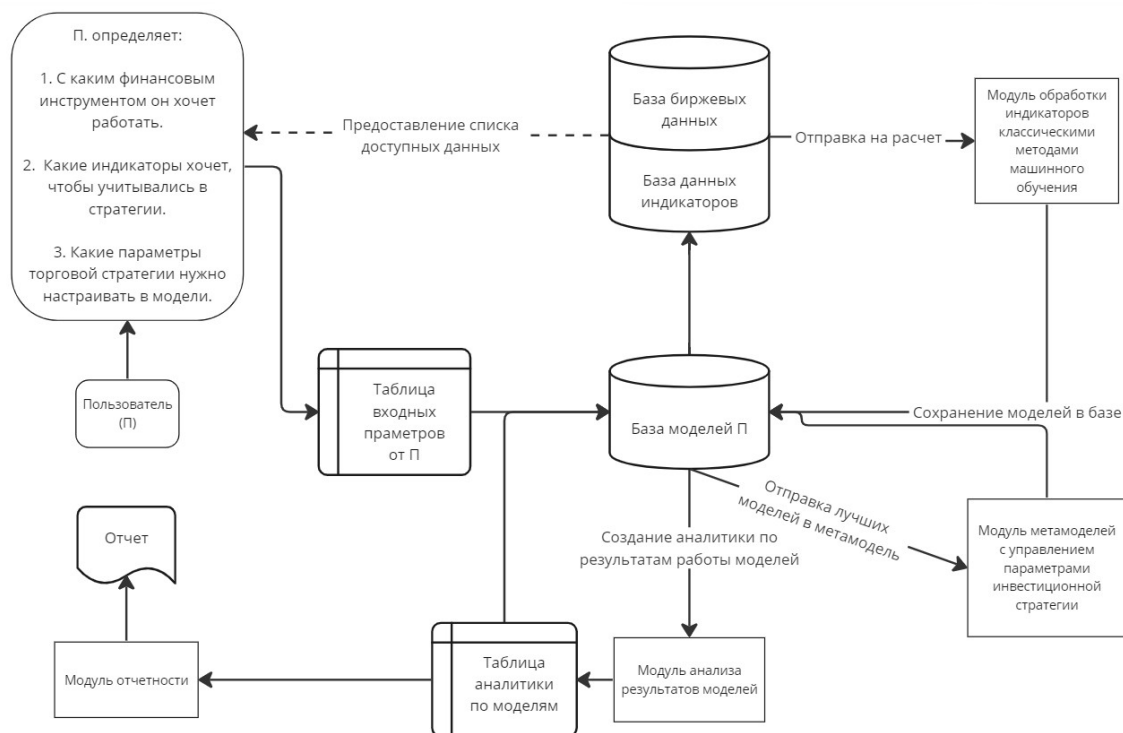 П. определяет:
1. С каким финансовым
инструментом он хочет
работать.
2. Какие индикаторы хочет,
чтобы учитывались в
стратегии.
3. Какие параметры
торговой стратегии нужно
настраивать в модели.
Пользователь
(П)
Предоставление списка
доступных данных
База биржевых
данных
База данных
индикаторов
Отправка на расчет
Модуль обработки
индикаторов
классическими
методами
машинного
обучения
Таблица
входных
праметров
от П
База моделей П
Сохранение моделей в базе
Отправка лучших
моделей в метамодель
Создание аналитики по
результатам работы моделей
Модуль метамоделей
с управлением
параметрами
инвестиционной
стратегии
Отчет
Модуль отчетности
Таблица
аналитики
по моделям
Модуль анализа
результатов моделей